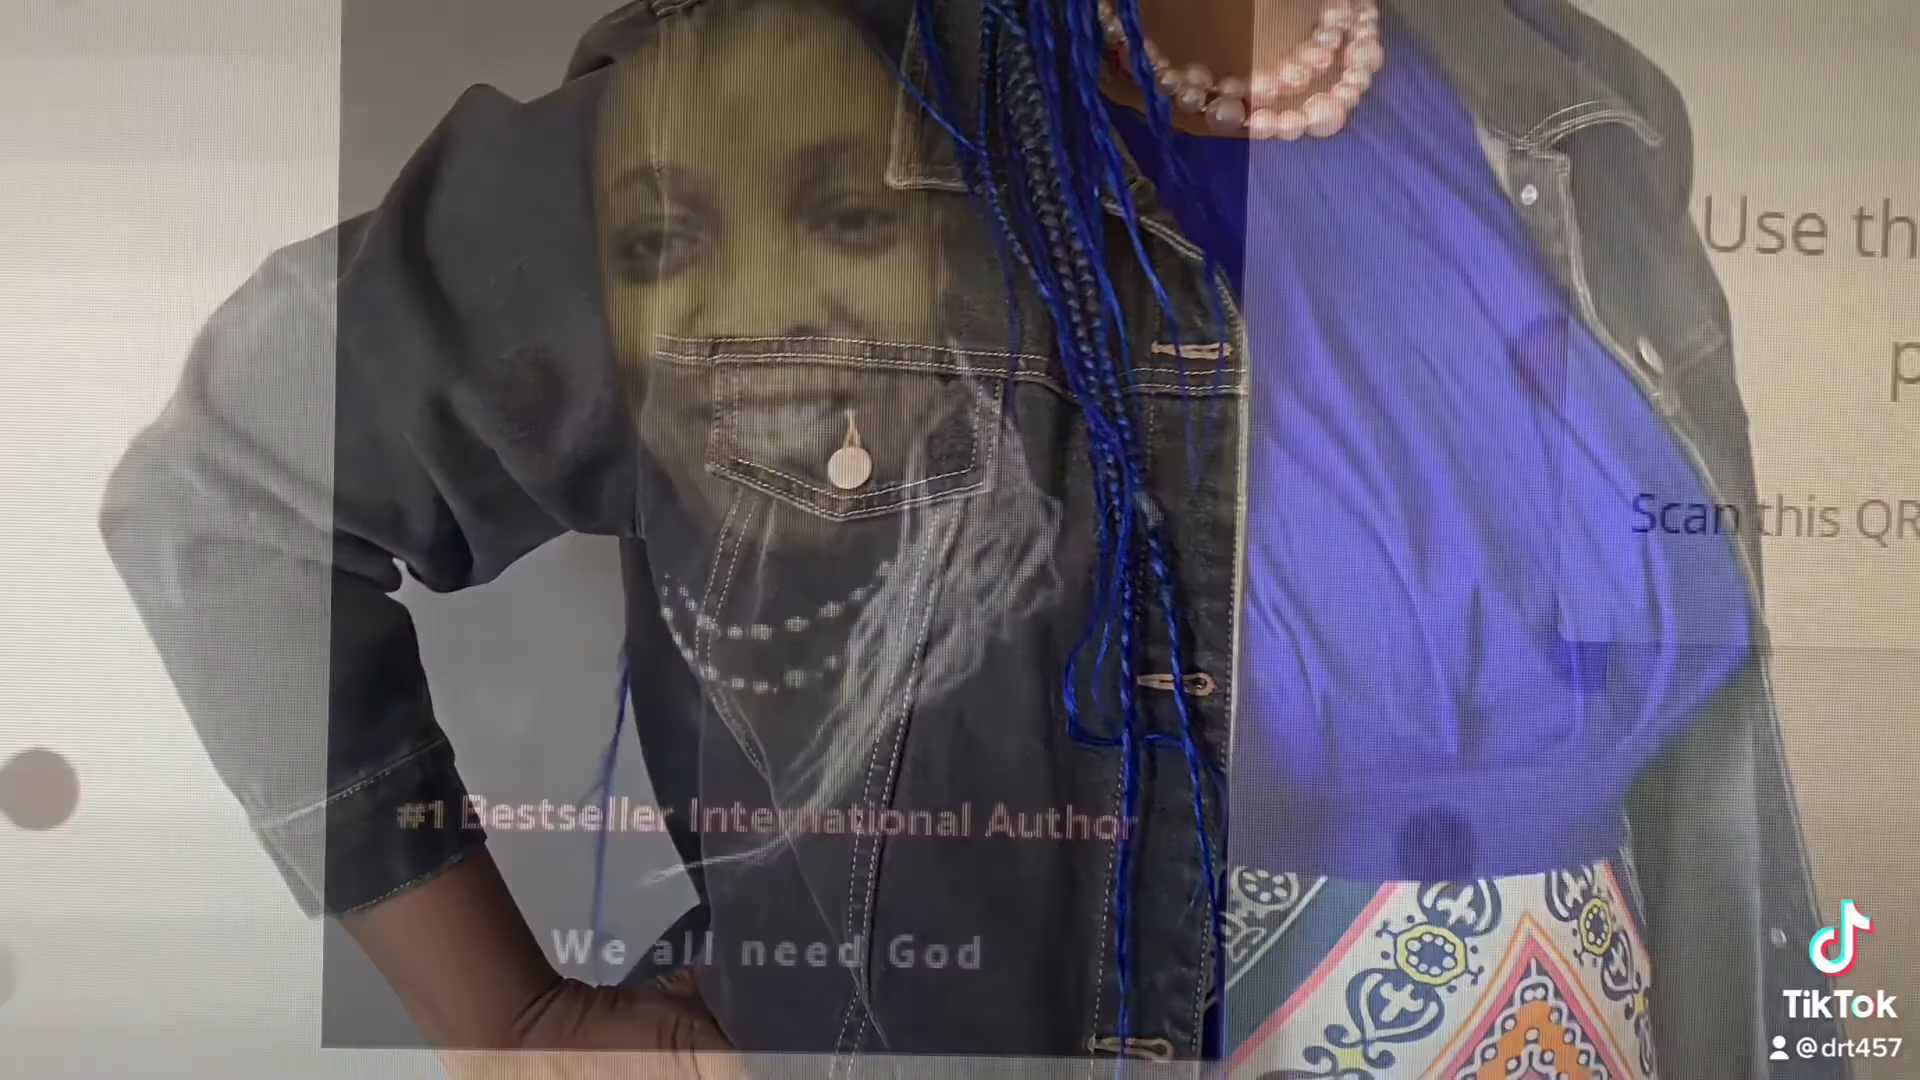 Use th
p
Scan this QR
#1 Bestseller International Author
We all need God
TikTok
@drt457